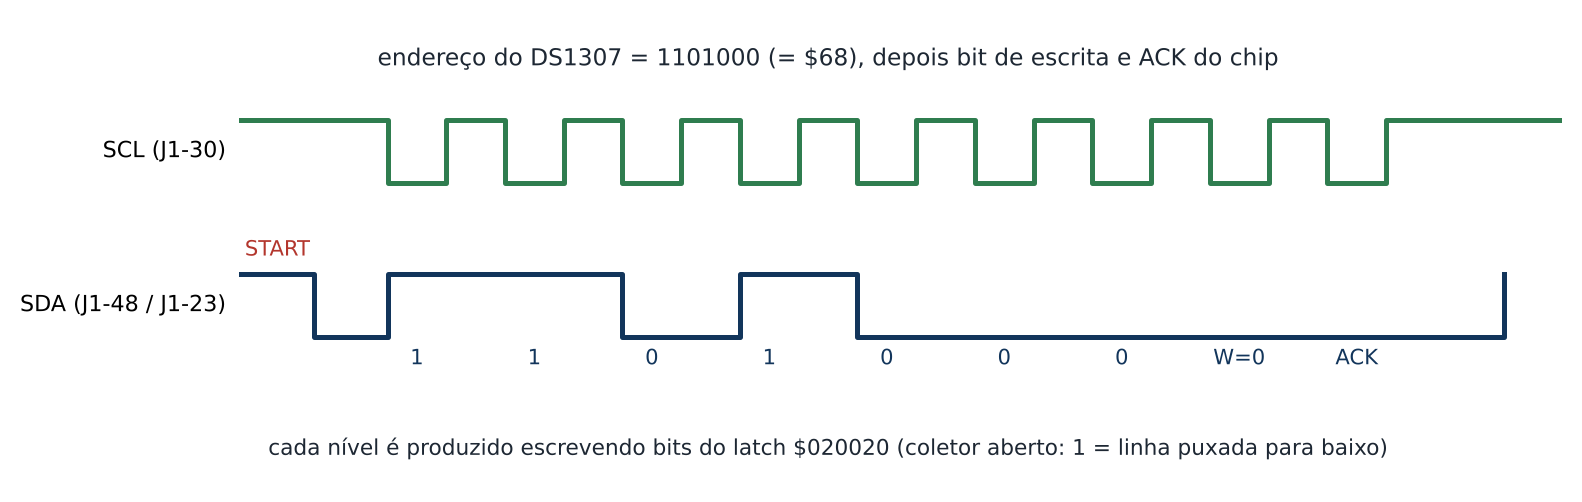 endereço do DS1307 = 1101000 (= $68), depois bit de escrita e ACK do chip
SCL (J1-30)
START
SDA (J1-48 / J1-23)
1 1 0 1 0 0 0 W=0 ACK
cada nível é produzido escrevendo bits do latch $020020 (coletor aberto: 1 = linha puxada para baixo)